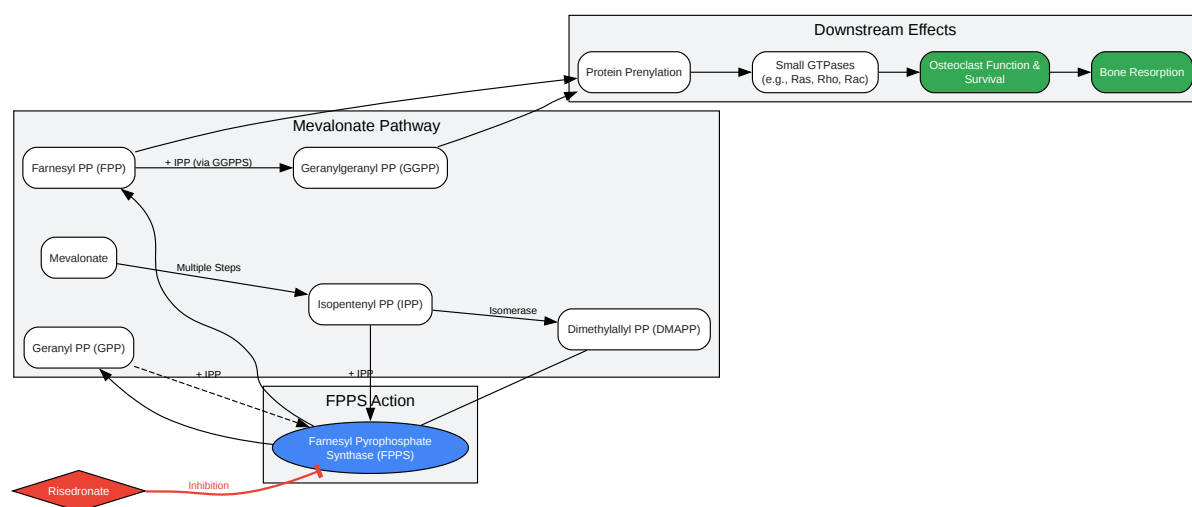 Downstream Effects
Protein Prenylation
Small GTPases
(e.g., Ras, Rho, Rac)
Osteoclast Function &
Survival
Bone Resorption
Mevalonate Pathway
Farnesyl PP (FPP)
+ IPP (via GGPPS)
Geranylgeranyl PP (GGPP)
Mevalonate
Multiple Steps
Isopentenyl PP (IPP)
Isomerase
Dimethylallyl PP (DMAPP)
Geranyl PP (GPP)
+ IPP
+ IPP
FPPS Action
Farnesyl Pyrophosphate
Synthase (FPPS)
Risedronate
Inhibition